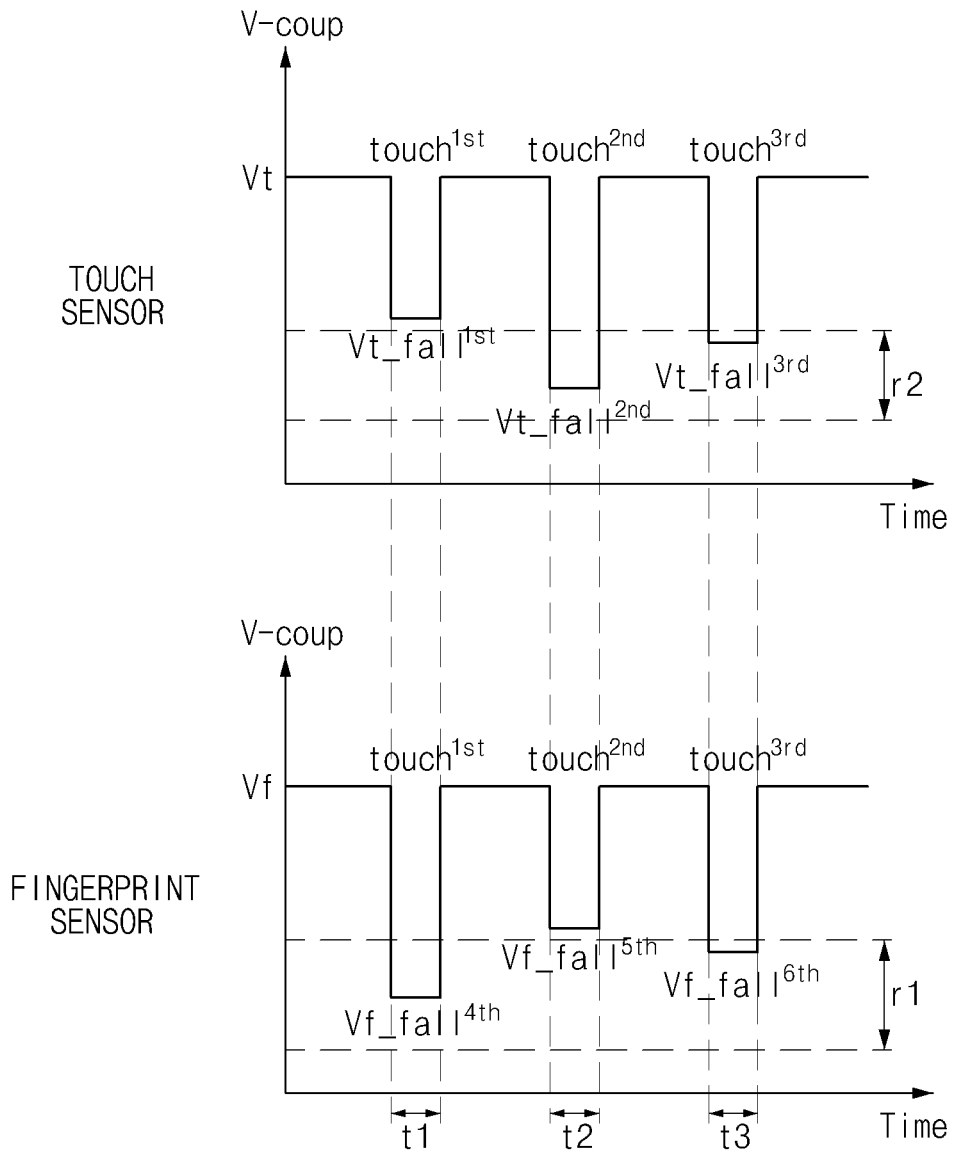 V-coup
touch1st touch2nd touch3rd
Vt
TOUCH
SENSOR
Vt_fall1st
Vt_fall3rd
r2
Vt_fall2nd
Time
V-coup
touch1st touch2nd touch3rd
Vf
FINGERPRINT
SENSOR
Vf_fall5th
Vf_fall6th
r1
Vf_fall4th
Time
t1 t2 t3